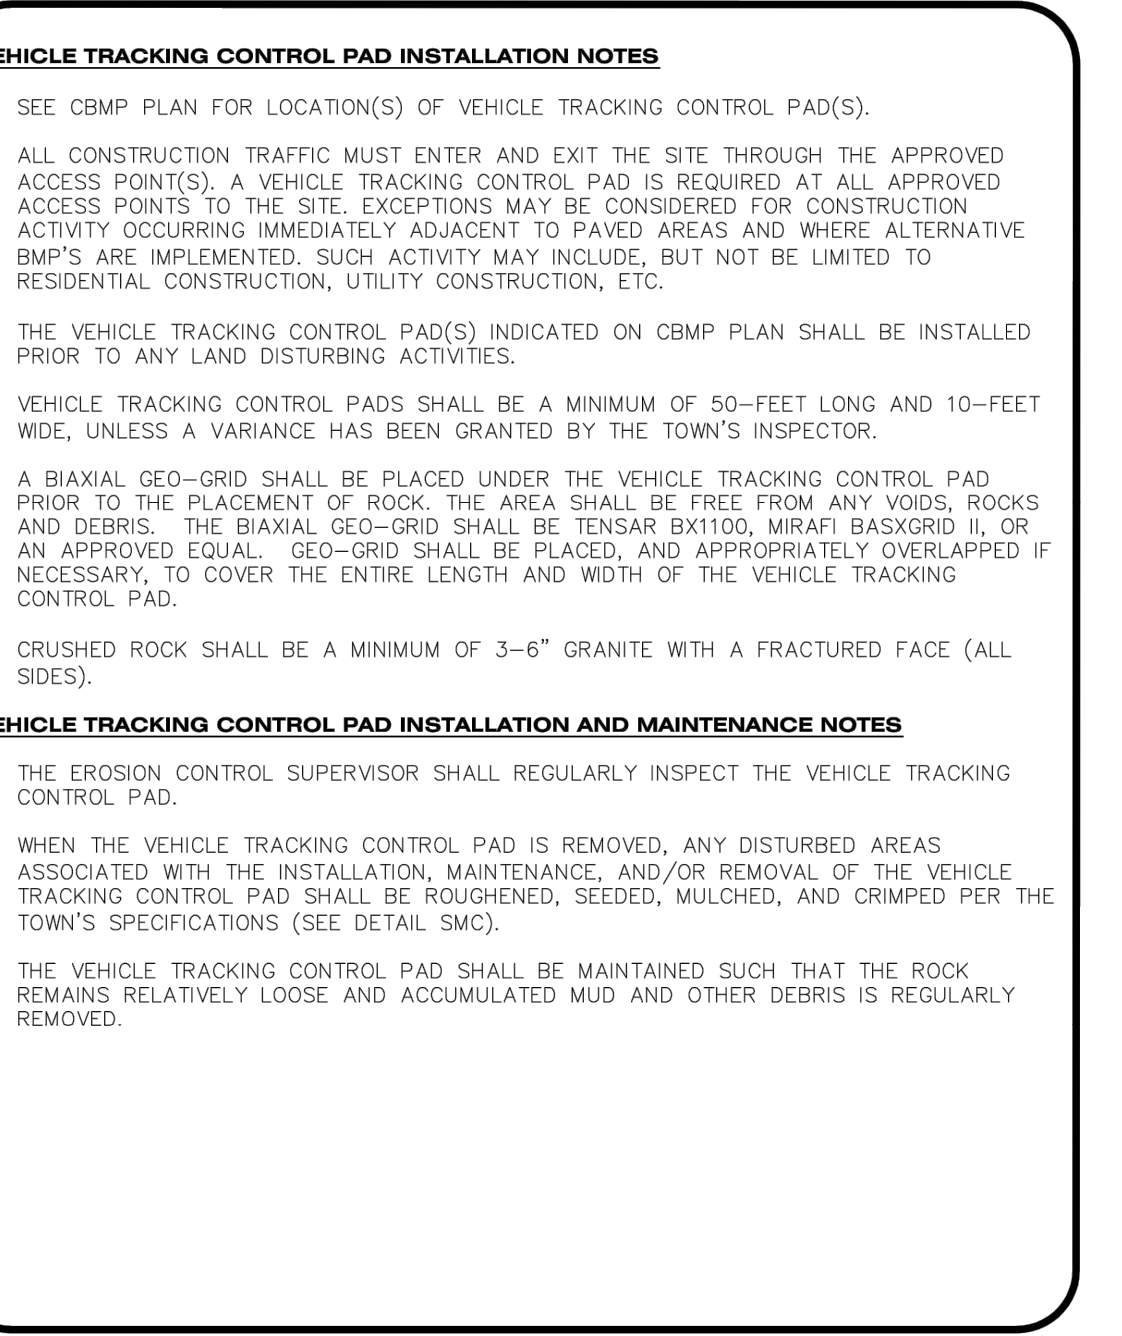 EHICLE TRACKING CONTROL PAD INSTALLATION NOTES
SEE CBMP PLAN FOR LOCATION(S) OF VEHICLE TRACKING CONTROL PAD(S).
ALL CONSTRUCTION TRAFFIC MUST ENTER AND EXIT THE SITE THROUGH THE APPROVED
ACCESS POINT(S). A VEHICLE TRACKING CONTROL PAD IS REQUIRED AT ALL APPROVED
ACCESS POINTS TO THE SITE. EXCEPTIONS MAY BE CONSIDERED FOR CONSTRUCTION
ACTIVITY OCCURRING IMMEDIATELY ADJACENT TO PAVED AREAS AND WHERE ALTERNATIVE
BMP'S ARE IMPLEMENTED. SUCH ACTIVITY MAY INCLUDE, BUT NOT BE LIMITED TO
RESIDENTIAL CONSTRUCTION, UTILITY CONSTRUCTION, ETC.
THE VEHICLE TRACKING CONTROL PAD(S) INDICATED ON CBMP PLAN SHALL BE INSTALLED
PRIOR TO ANY LAND DISTURBING ACTIVITIES.
VEHICLE TRACKING CONTROL PADS SHALL BE A MINIMUM OF 50–FEET LONG AND 10–FEET
WIDE, UNLESS A VARIANCE HAS BEEN GRANTED BY THE TOWN'S INSPECTOR.
A BIAXIAL GEO–GRID SHALL BE PLACED UNDER THE VEHICLE TRACKING CONTROL PAD
PRIOR TO THE PLACEMENT OF ROCK. THE AREA SHALL BE FREE FROM ANY VOIDS, ROCKS
AND DEBRIS. THE BIAXIAL GEO–GRID SHALL BE TENSAR BX1100, MIRAFI BASXGRID II, OR
AN APPROVED EQUAL. GEO–GRID SHALL BE PLACED, AND APPROPRIATELY OVERLAPPED IF
NECESSARY, TO COVER THE ENTIRE LENGTH AND WIDTH OF THE VEHICLE TRACKING
CONTROL PAD.
CRUSHED ROCK SHALL BE A MINIMUM OF 3–6” GRANITE WITH A FRACTURED FACE (ALL
SIDES).
EHICLE TRACKING CONTROL PAD INSTALLATION AND MAINTENANCE NOTES
THE EROSION CONTROL SUPERVISOR SHALL REGULARLY INSPECT THE VEHICLE TRACKING
CONTROL PAD.
WHEN THE VEHICLE TRACKING CONTROL PAD IS REMOVED, ANY DISTURBED AREAS
ASSOCIATED WITH THE INSTALLATION, MAINTENANCE, AND/OR REMOVAL OF THE VEHICLE
TRACKING CONTROL PAD SHALL BE ROUGHENED, SEEDED, MULCHED, AND CRIMPED PER THE
TOWN'S SPECIFICATIONS (SEE DETAIL SMC).
THE VEHICLE TRACKING CONTROL PAD SHALL BE MAINTAINED SUCH THAT THE ROCK
REMAINS RELATIVELY LOOSE AND ACCUMULATED MUD AND OTHER DEBRIS IS REGULARLY
REMOVED.